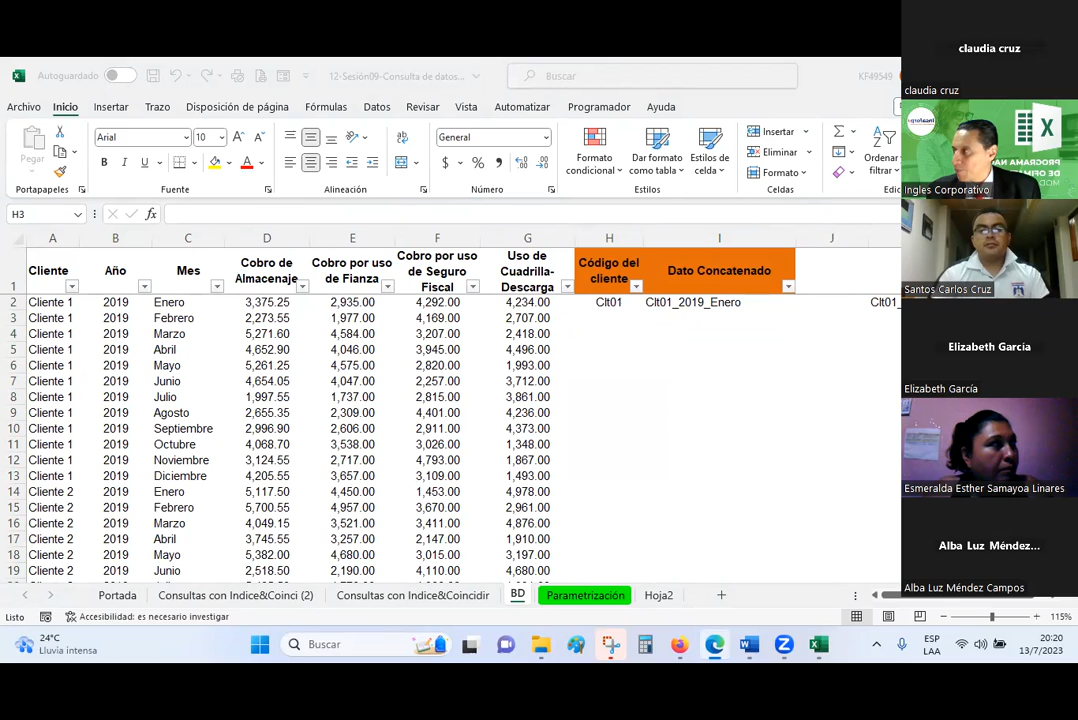 Autoguardado
12-Sesión09-Consulta de datos...
Buscar
KF49549
Archivo Inicio Insertar Trazo Disposición de página Fórmulas Datos Revisar Vista Automatizar Programador Ayuda
Pegar
Arial 10
General
Formato condicional
Dar formato como tabla
Estilos de celda
Insertar
Eliminar
Formato
Ordenar
filtrar
Portapapeles Fuente Alineación Número Estilos Celdas
H3 fx
A B C D E F G H I J
1 Cliente Año Mes Cobro de Almacenaje Cobro por uso de Fianza Cobro por uso de Seguro Fiscal Uso de Cuadrilla-Descarga Código del cliente Dato Concatenado
2 Cliente 1 2019 Enero 3,375.25 2,935.00 4,292.00 4,234.00 Clt01 Clt01_2019_Enero Clt01_
3 Cliente 1 2019 Febrero 2,273.55 1,977.00 4,169.00 2,707.00
4 Cliente 1 2019 Marzo 5,271.60 4,584.00 3,207.00 2,418.00
5 Cliente 1 2019 Abril 4,652.90 4,046.00 3,945.00 4,496.00
6 Cliente 1 2019 Mayo 5,261.25 4,575.00 2,820.00 1,993.00
7 Cliente 1 2019 Junio 4,654.05 4,047.00 2,257.00 3,712.00
8 Cliente 1 2019 Julio 1,997.55 1,737.00 2,815.00 3,861.00
9 Cliente 1 2019 Agosto 2,655.35 2,309.00 4,401.00 4,236.00
10 Cliente 1 2019 Septiembre 2,996.90 2,606.00 2,911.00 4,373.00
11 Cliente 1 2019 Octubre 4,068.70 3,538.00 3,026.00 1,348.00
12 Cliente 1 2019 Noviembre 3,124.55 2,717.00 4,793.00 1,867.00
13 Cliente 1 2019 Diciembre 4,205.55 3,657.00 3,109.00 1,493.00
14 Cliente 2 2019 Enero 5,117.50 4,450.00 1,453.00 4,978.00
15 Cliente 2 2019 Febrero 5,700.55 4,957.00 3,670.00 2,961.00
16 Cliente 2 2019 Marzo 4,049.15 3,521.00 3,411.00 4,876.00
17 Cliente 2 2019 Abril 3,745.55 3,257.00 2,147.00 1,910.00
18 Cliente 2 2019 Mayo 5,382.00 4,680.00 3,015.00 3,197.00
19 Cliente 2 2019 Junio 2,518.50 2,190.00 4,110.00 4,680.00
Portada Consultas con Indice&Coinci (2) Consultas con Indice&Coincidir BD Parametrización Hoja2
Listo Accesibilidad: es necesario investigar 115%
24°C
Lluvia intensa
Buscar
ESP
LAA
20:20
13/7/2023
claudia cruz
claudia cruz
Ingles Corporativo
Santos Carlos Cruz
Elizabeth García
Elizabeth García
Esmeralda Esther Samayoa Linares
Alba Luz Méndez...
Alba Luz Méndez Campos